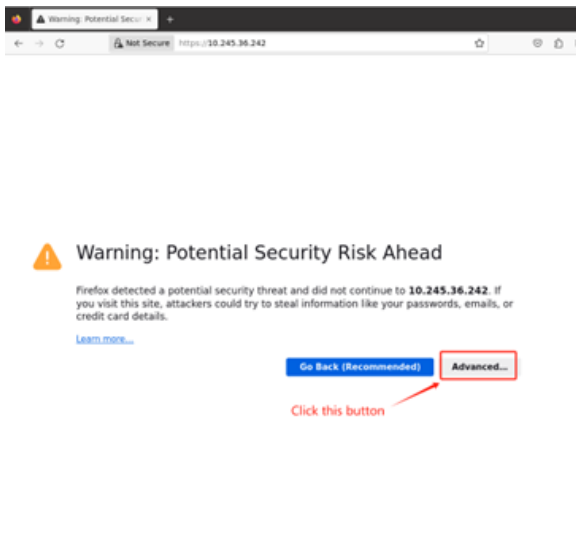 Warning: Potential Secur
Not Secure https://10.245.36.242
Warning: Potential Security Risk Ahead
Firefox detected a potential security threat and did not continue to 10.245.36.242. If
you visit this site, attackers could try to steal information like your passwords, emails, or
credit card details.
Learn more...
Go Back (Recommended) Advanced...
Click this button